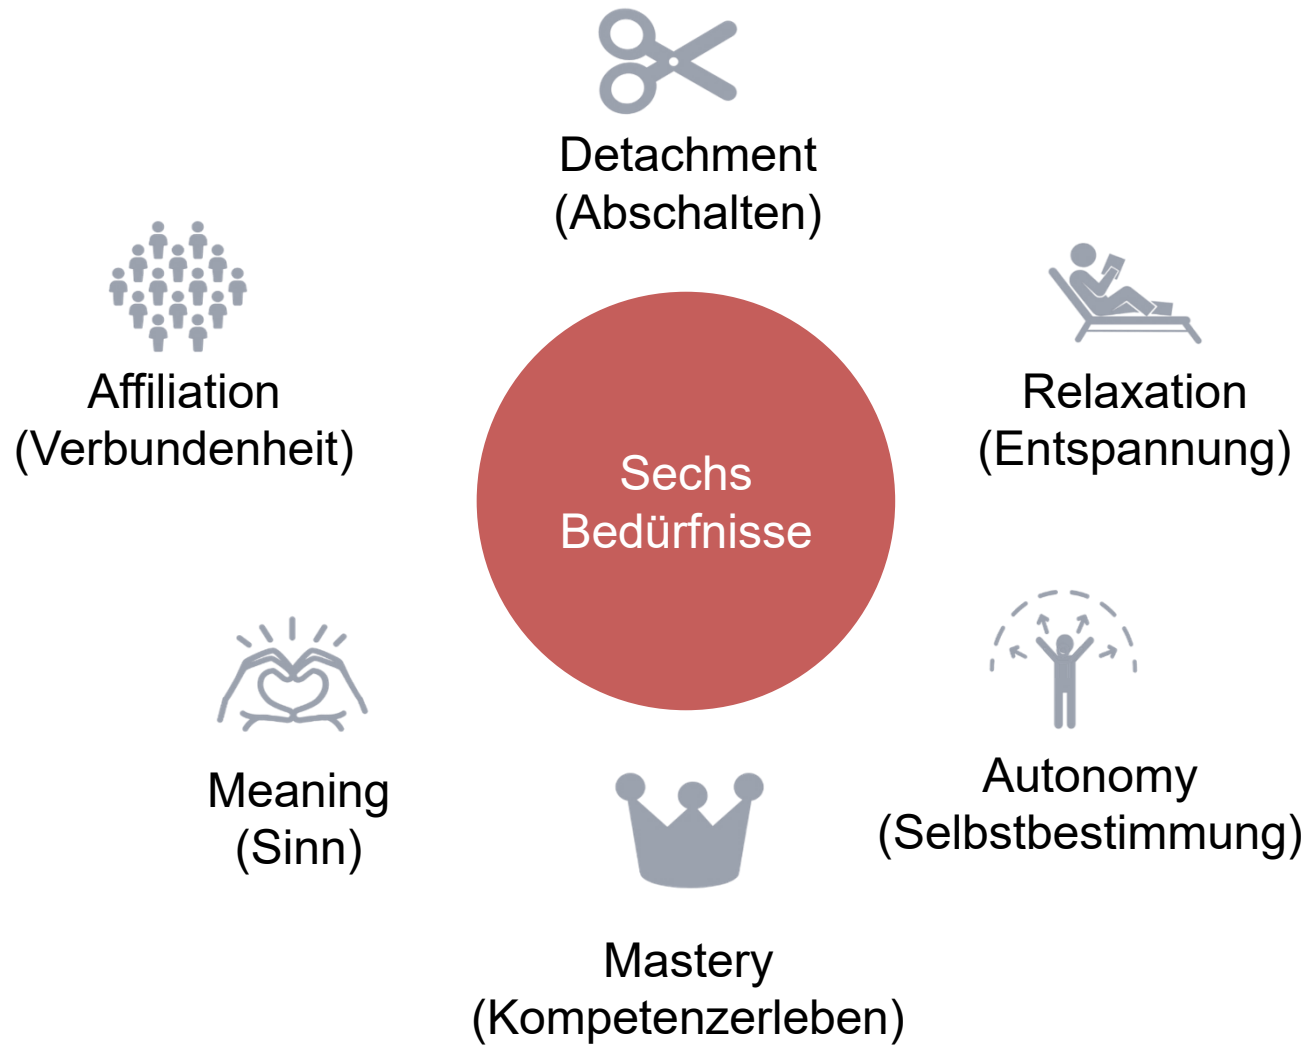 Detachment
(Abschalten)
Affiliation
(Verbundenheit)
Relaxation
(Entspannung)
Sechs
Bedürfnisse
Meaning
(Sinn)
Autonomy
(Selbstbestimmung)
Mastery
(Kompetenzerleben)